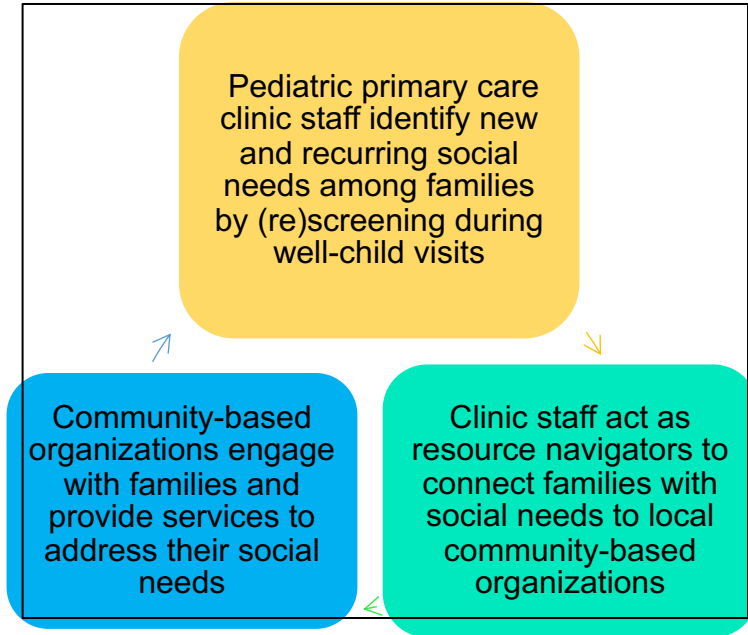 Pediatric primary care
clinic staff identify new
and recurring social
needs among families
by (re)screening during
well-child visits
Community-based
organizations engage
with families and
provide services to
address their social
needs
Clinic staff act as
resource navigators to
connect families with
social needs to local
community-based
organizations